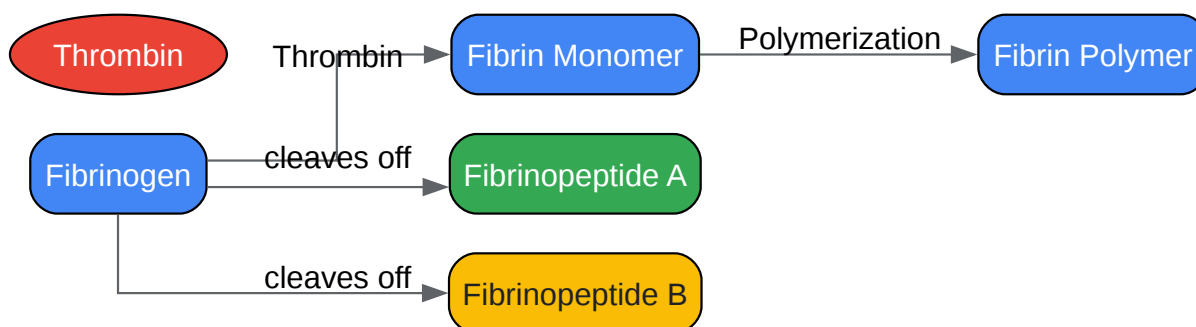 Thrombin
Thrombin
Fibrin Monomer
Polymerization
Fibrin Polymer
Fibrinogen
cleaves off
Fibrinopeptide A
cleaves off
Fibrinopeptide B